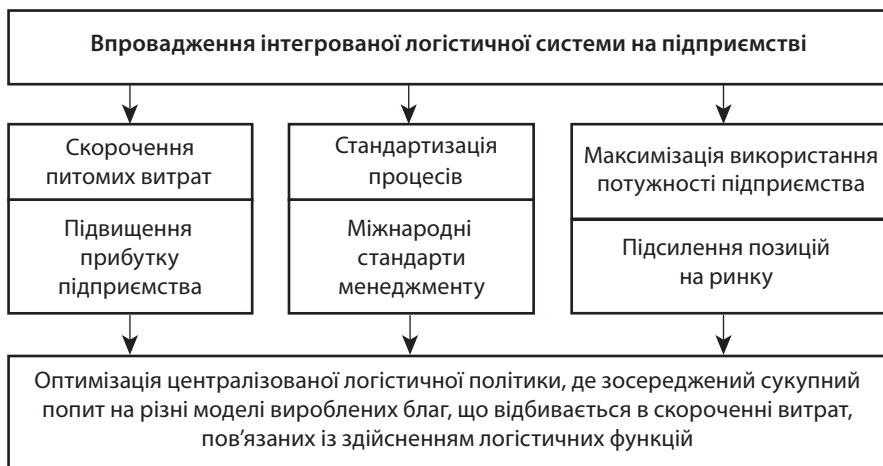 Впровадження інтегрованої логістичної системи на підприємстві
Скорочення
питомих витрат
Підвищення
прибутку
підприємства
Стандартизація
процесів
Міжнародні
стандарти
менеджменту
Максимізація використання
потужності підприємства
Підсилення позицій
на ринку
Оптимізація централізованої логістичної політики, де зосереджений сукупний
попит на різні моделі вироблених благ, що відбивається в скороченні витрат,
пов’язаних із здійсненням логістичних функцій